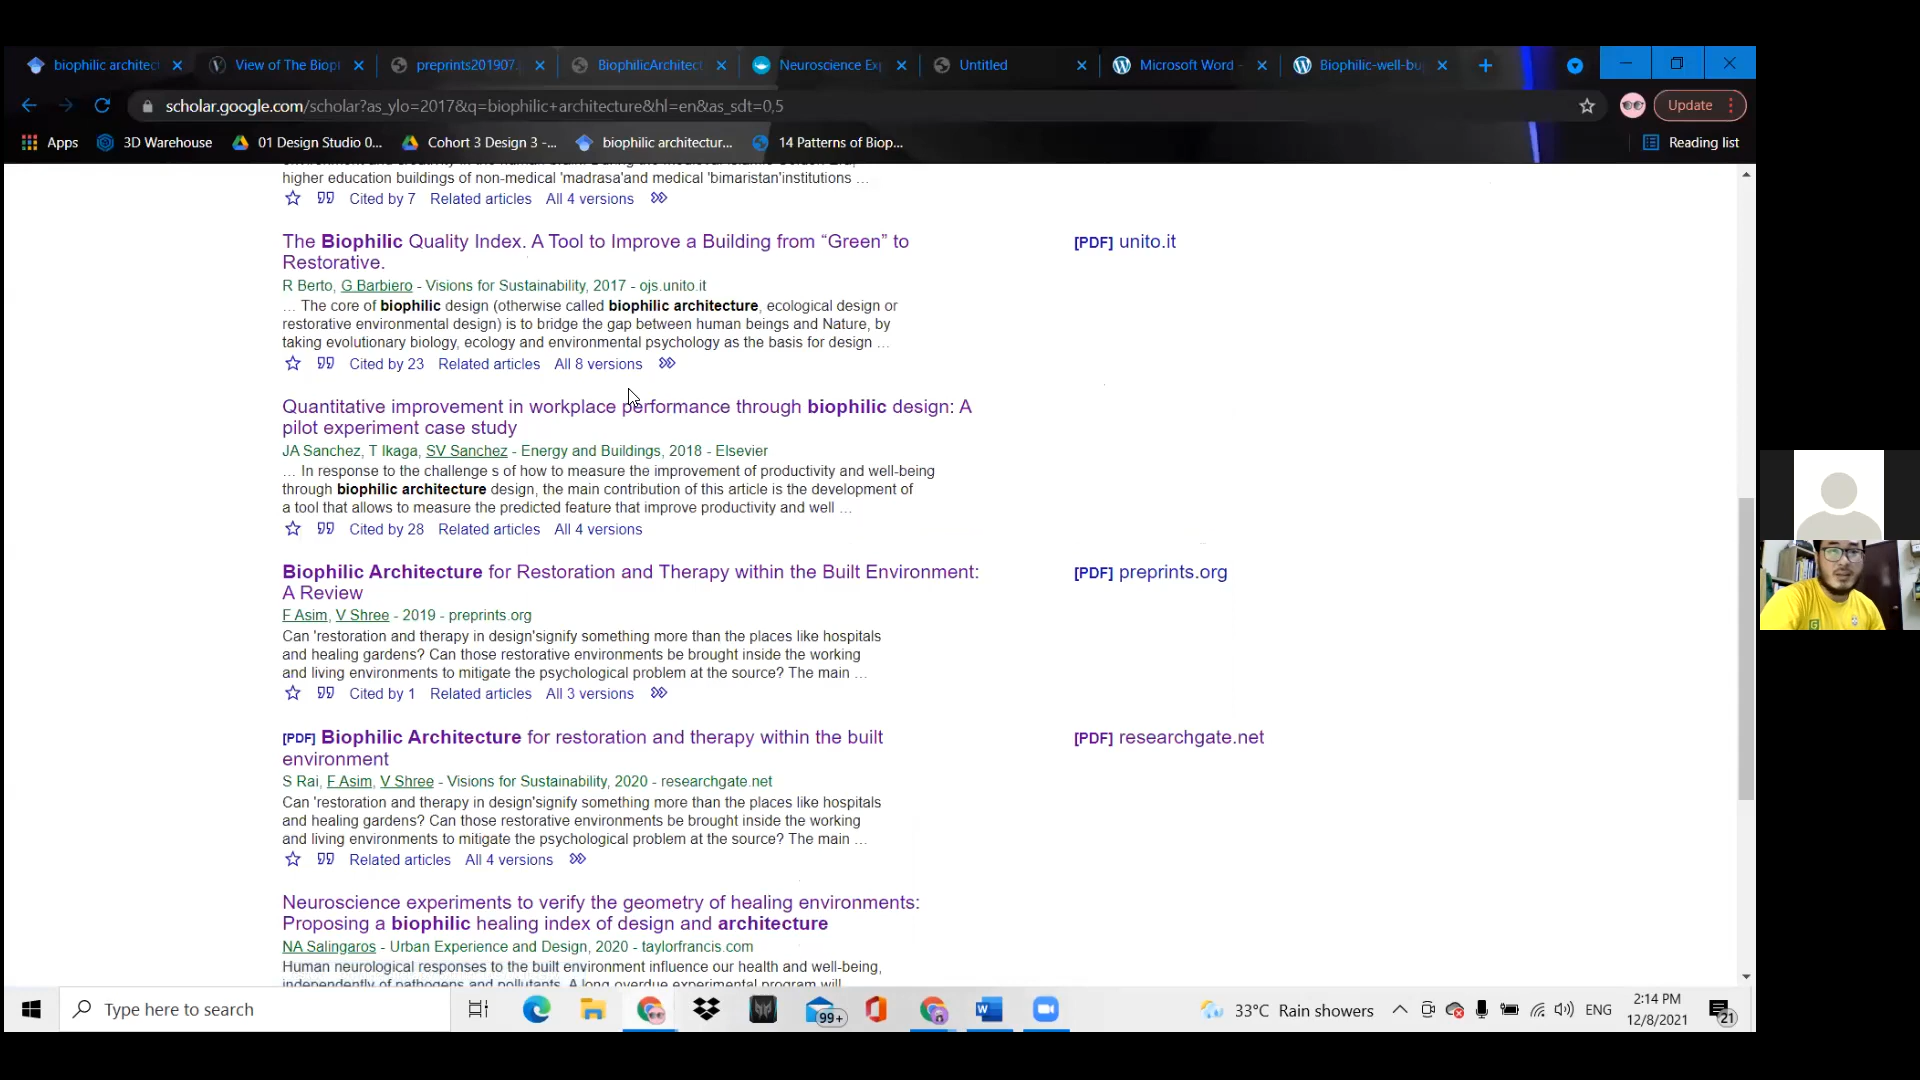 biophilic architect
View of The Bioph
preprints201907
BiophilicArchitect
Neuroscience Exp
Untitled
Microsoft Word -
Biophilic-well-bu
scholar.google.com/scholar?as_ylo=2017&q=biophilic+architecture&hl=en&as_sdt=0,5
Update
Apps
3D Warehouse
01 Design Studio 0...
Cohort 3 Design 3 -...
biophilic architectur...
14 Patterns of Biop...
Reading list
higher education buildings of non-medical 'madrasa'and medical 'bimaristan'institutions ...
Cited by 7 Related articles All 4 versions
The Biophilic Quality Index. A Tool to Improve a Building from “Green” to
Restorative.
[PDF] unito.it
R Berto, G Barbiero - Visions for Sustainability, 2017 - ojs.unito.it
... The core of biophilic design (otherwise called biophilic architecture, ecological design or
restorative environmental design) is to bridge the gap between human beings and Nature, by
taking evolutionary biology, ecology and environmental psychology as the basis for design ...
Cited by 23 Related articles All 8 versions
Quantitative improvement in workplace performance through biophilic design: A
pilot experiment case study
JA Sanchez, T Ikaga, SV Sanchez - Energy and Buildings, 2018 - Elsevier
... In response to the challenge s of how to measure the improvement of productivity and well-being
through biophilic architecture design, the main contribution of this article is the development of
a tool that allows to measure the predicted feature that improve productivity and well ...
Cited by 28 Related articles All 4 versions
Biophilic Architecture for Restoration and Therapy within the Built Environment:
A Review
[PDF] preprints.org
F Asim, V Shree - 2019 - preprints.org
Can 'restoration and therapy in design'signify something more than the places like hospitals
and healing gardens? Can those restorative environments be brought inside the working
and living environments to mitigate the psychological problem at the source? The main ...
Cited by 1 Related articles All 3 versions
[PDF] Biophilic Architecture for restoration and therapy within the built
environment
[PDF] researchgate.net
S Rai, F Asim, V Shree - Visions for Sustainability, 2020 - researchgate.net
Can 'restoration and therapy in design'signify something more than the places like hospitals
and healing gardens? Can those restorative environments be brought inside the working
and living environments to mitigate the psychological problem at the source? The main ...
Related articles All 4 versions
Neuroscience experiments to verify the geometry of healing environments:
Proposing a biophilic healing index of design and architecture
NA Salingaros - Urban Experience and Design, 2020 - taylorfrancis.com
Human neurological responses to the built environment influence our health and well-being,
independently of pathogens and pollutants. A long overdue experimental program will
Type here to search
99+
33°C Rain showers
ENG
2:14 PM
12/8/2021
21